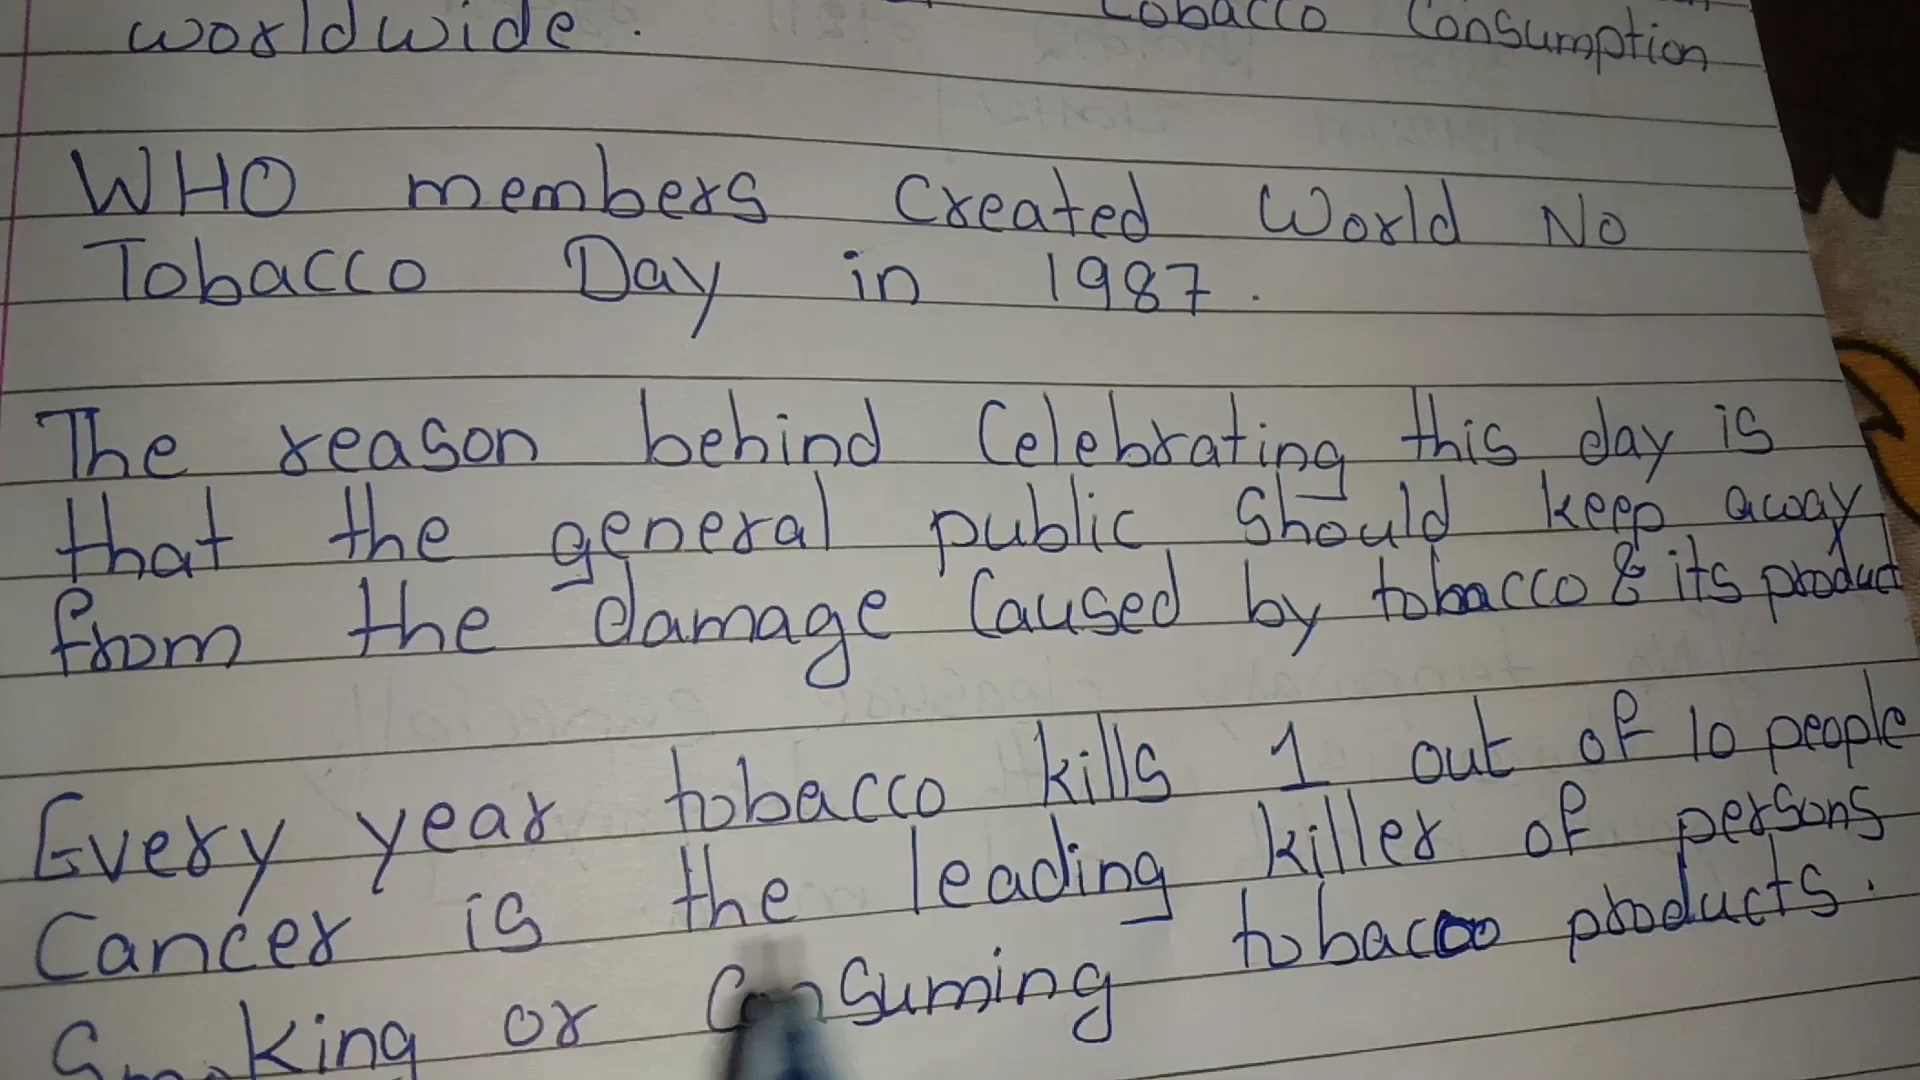 tobacco Consumption
worldwide.
WHO members Created World No
Tobacco Day in 1987.
The reason behind Celebrating this day is
that the general public Should keep away
from the damage Caused by tobacco & its product
Every year tobacco kills 1 out of 10 people
Cancer is the leading killer of persons
Smoking or Consuming tobacco products.